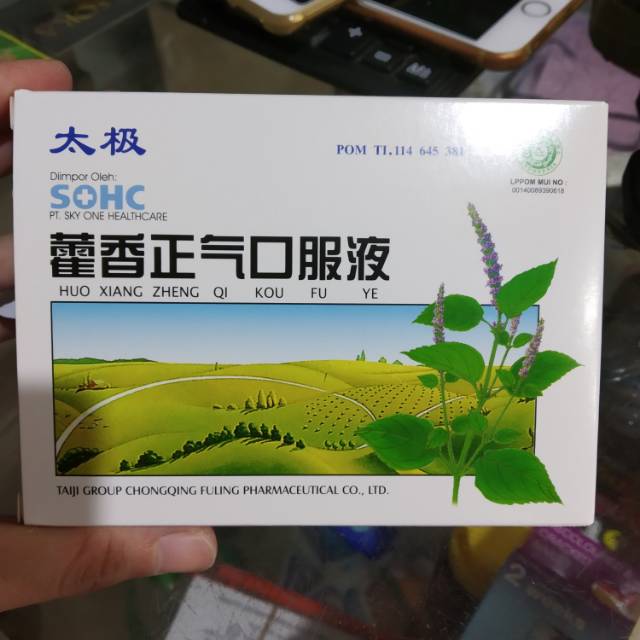 太极
POM TI.114 645 381
Diimpor Oleh:
SOHC
PT. SKY ONE HEALTHCARE
LPPOM MUI NO :
00140089390618
藿香正气口服液
HUO XIANG ZHENG QI KOU FU YE
TAIJI GROUP CHONGQING FULING PHARMACEUTICAL CO., LTD.